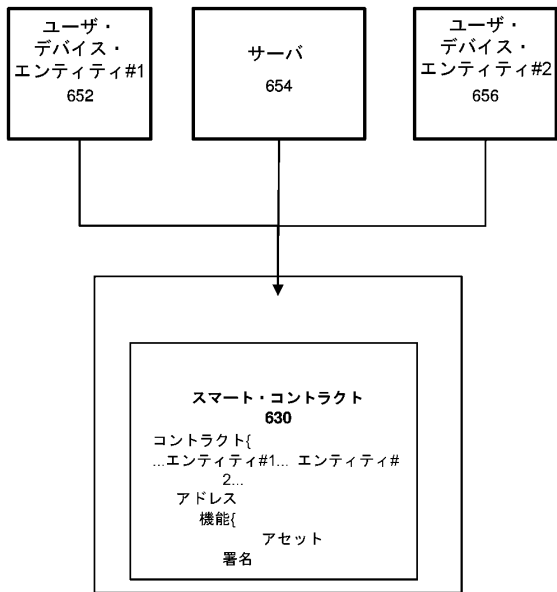 ユーザ・
デバイス・
エンティティ#1
652
サーバ
654
ユーザ・
デバイス・
エンティティ#2
656
スマート・コントラクト
630
コントラクト{
...エンティティ#1... エンティティ#
2...
アドレス
機能{
アセット
署名